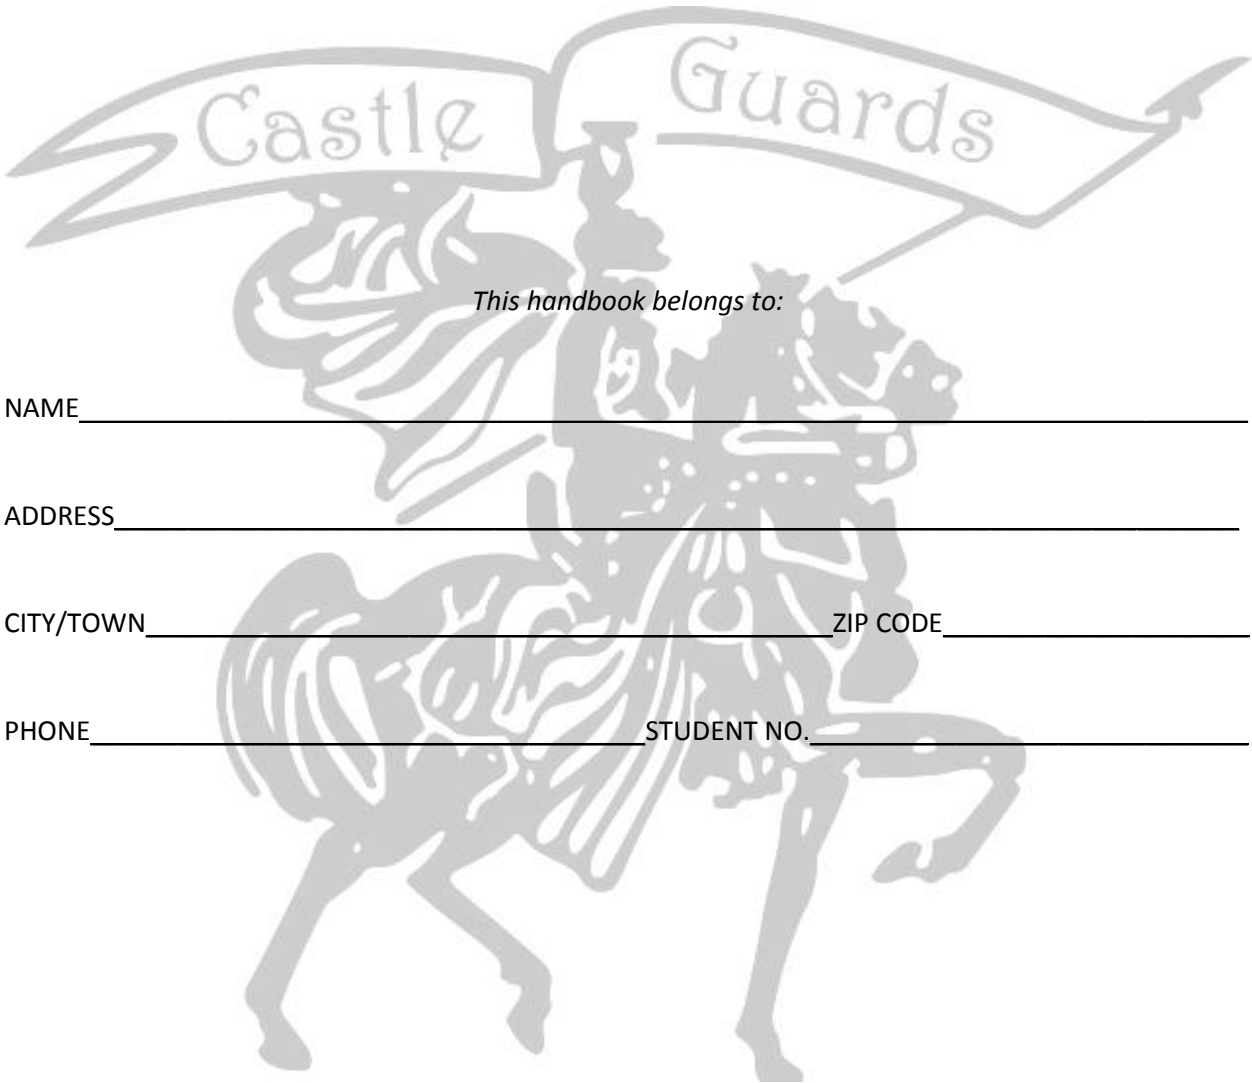 Castle Guards
This handbook belongs to:
NAME
ADDRESS
CITY/TOWN ZIP CODE
PHONE STUDENT NO.